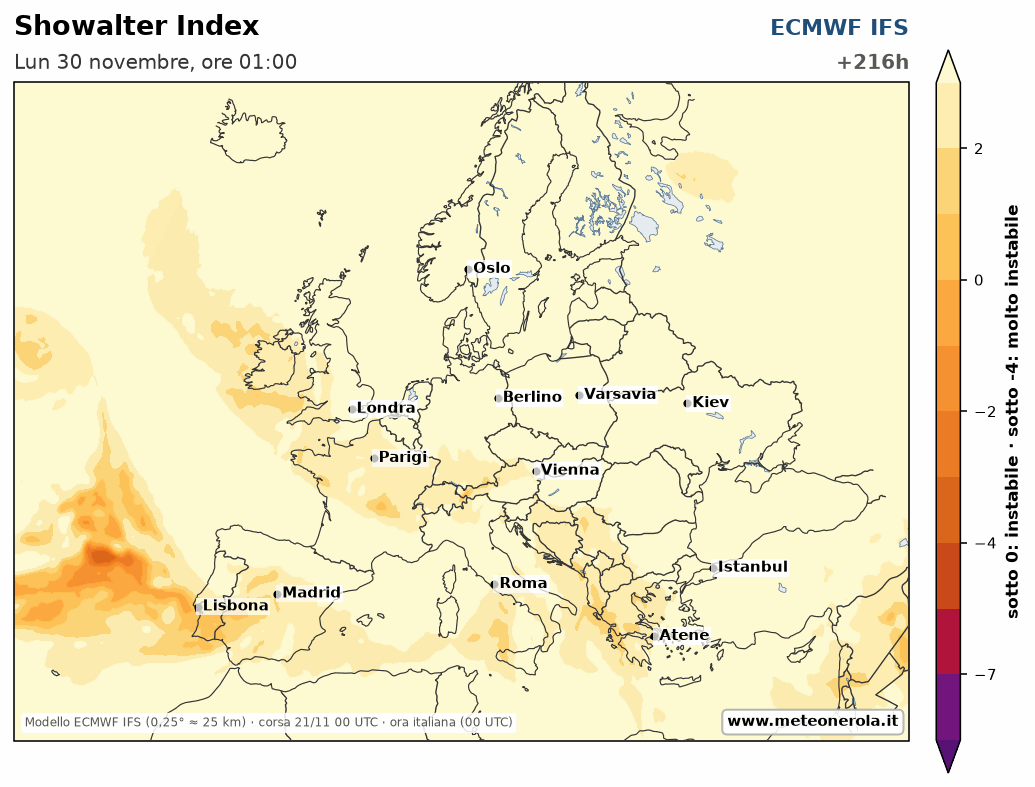 Showalter Index
ECMWF IFS
Lun 30 novembre, ore 01:00
+216h
Oslo
Berlino
Varsavia
Kiev
Londra
Parigi
Vienna
Istanbul
Roma
Madrid
Lisbona
Atene
2
0
−2
−4
−7
sotto 0: instabile · sotto -4: molto instabile
Modello ECMWF IFS (0,25° ≈ 25 km) · corsa 21/11 00 UTC · ora italiana (00 UTC)
www.meteonerola.it